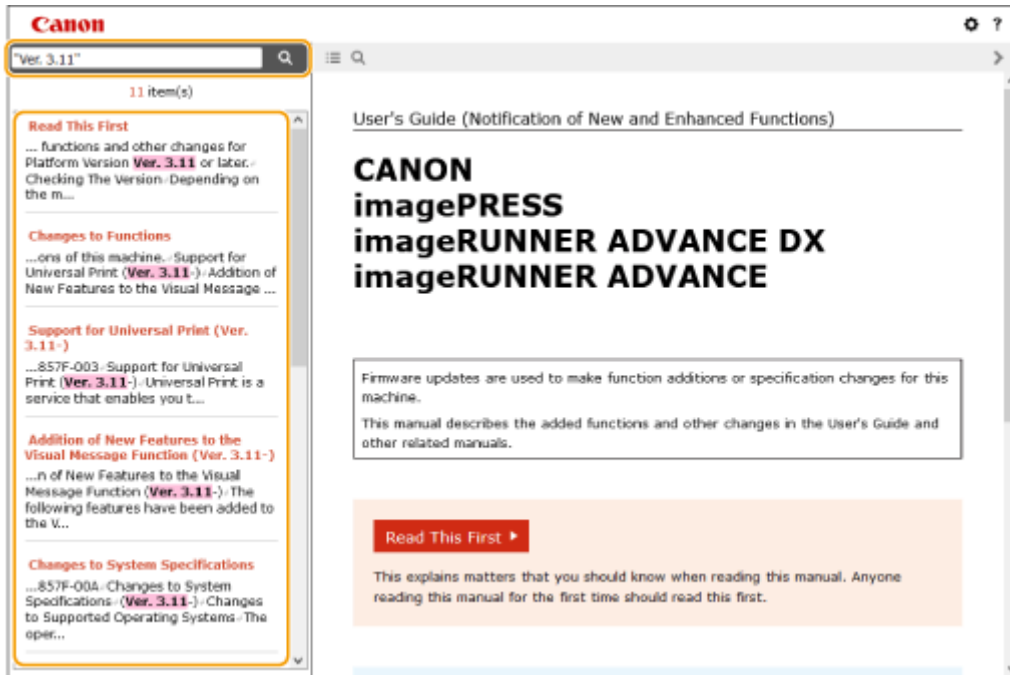 Canon
?
"Ver. 3.11"
11 item(s)
Read This First
... functions and other changes for
Platform Version Ver. 3.11 or later.
Checking The Version Depending on
the m...
Changes to Functions
...ons of this machine. Support for
Universal Print (Ver. 3.11-) Addition of
New Features to the Visual Message ...
Support for Universal Print (Ver.
3.11-)
...857F-003 Support for Universal
Print (Ver. 3.11-) Universal Print is a
service that enables you t...
Addition of New Features to the
Visual Message Function (Ver. 3.11-)
...n of New Features to the Visual
Message Function (Ver. 3.11-) The
following features have been added to
the V...
Changes to System Specifications
...857F-00A Changes to System
Specifications (Ver. 3.11-) Changes
to Supported Operating Systems The
oper...
User's Guide (Notification of New and Enhanced Functions)
CANON
imagePRESS
imageRUNNER ADVANCE DX
imageRUNNER ADVANCE
Firmware updates are used to make function additions or specification changes for this
machine.
This manual describes the added functions and other changes in the User's Guide and
other related manuals.
Read This First
This explains matters that you should know when reading this manual. Anyone
reading this manual for the first time should read this first.